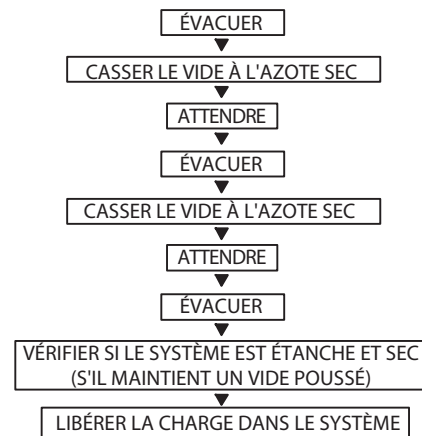 ÉVACUER
CASSER LE VIDE À L'AZOTE SEC
ATTENDRE
ÉVACUER
CASSER LE VIDE À L'AZOTE SEC
ATTENDRE
ÉVACUER
VÉRIFIER SI LE SYSTÈME EST ÉTANCHE ET SEC
(S'IL MAINTIENT UN VIDE POUSSÉ)
LIBÉRER LA CHARGE DANS LE SYSTÈME